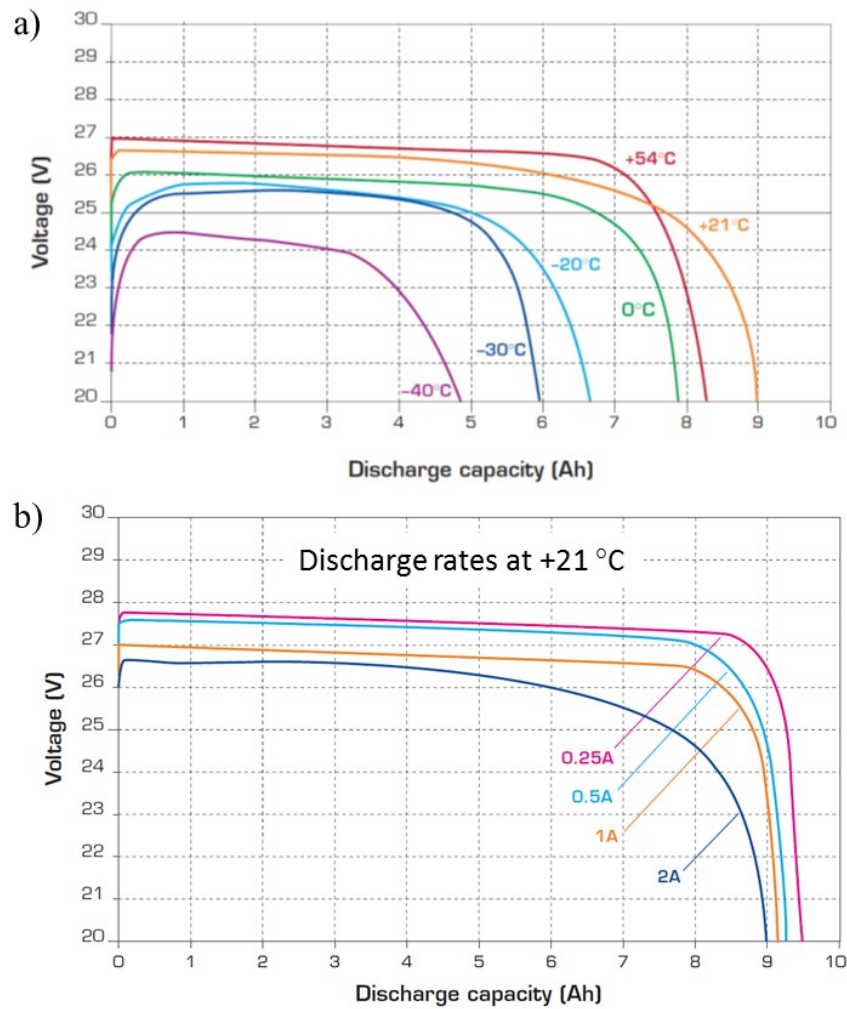 a)
30
29
28
27
26
25
24
23
22
21
20
Voltage (V)
+54°C
+21°C
-20°C
0°C
-30°C
-40°C
0 1 2 3 4 5 6 7 8 9 10
Discharge capacity (Ah)
b)
Discharge rates at +21 °C
30
29
28
27
26
25
24
23
22
21
20
Voltage (V)
0.25A
0.5A
1A
2A
0 1 2 3 4 5 6 7 8 9 10
Discharge capacity (Ah)